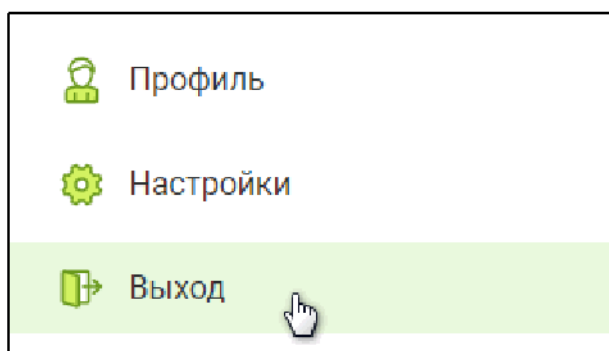 Профиль
Настройки
Выход